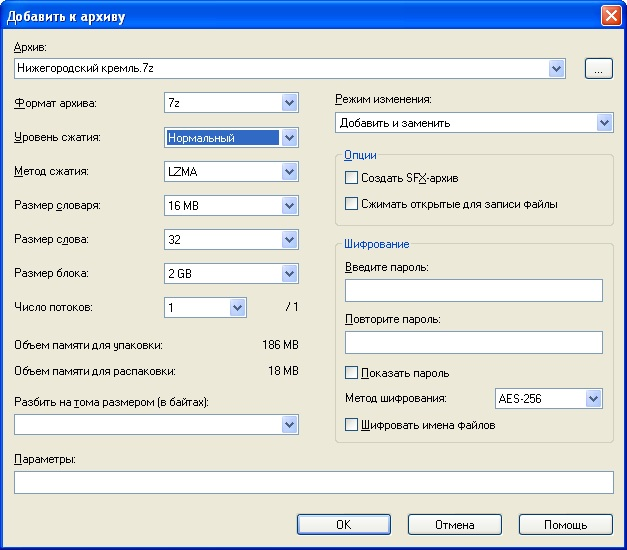 Добавить к архиву
Архив:
Нижегородский кремль.7z
...
Формат архива: 7z
Уровень сжатия: Нормальный
Метод сжатия: LZMA
Размер словаря: 16 MB
Размер слова: 32
Размер блока: 2 GB
Число потоков: 1 / 1
Объем памяти для упаковки: 186 MB
Объем памяти для распаковки: 18 MB
Разбить на тома размером (в байтах):
Режим изменения:
Добавить и заменить
Опции
Создать SFX-архив
Сжимать открытые для записи файлы
Шифрование
Введите пароль:
Повторите пароль:
Показать пароль
Метод шифрования: AES-256
Шифровать имена файлов
Параметры:
OK Отмена Помощь